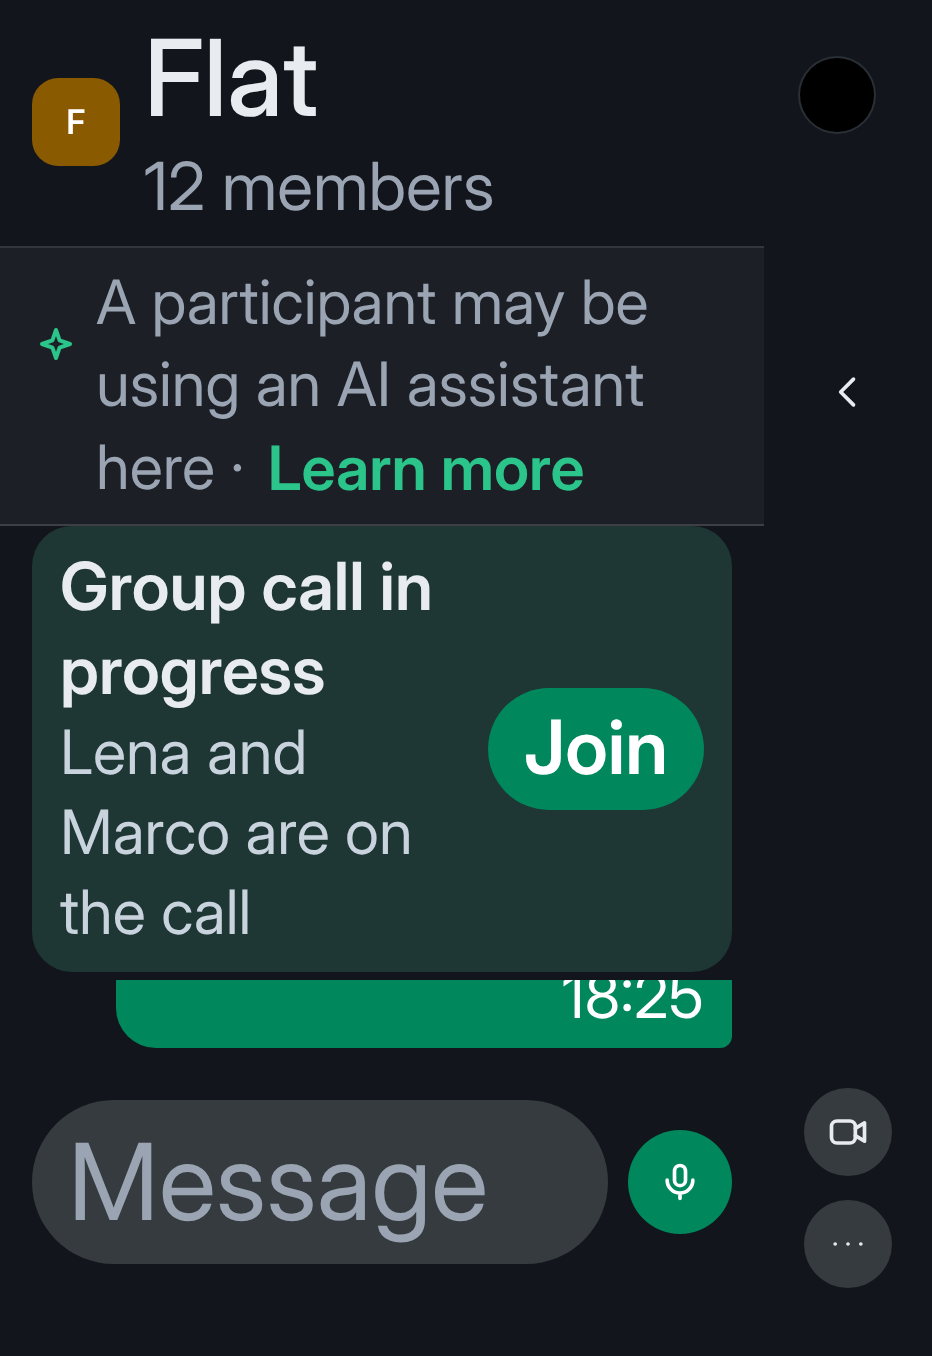 F
Flat
12 members
A participant may be
using an AI assistant
here · Learn more
Group call in
progress
Lena and
Marco are on
the call
Join
18:25
Message